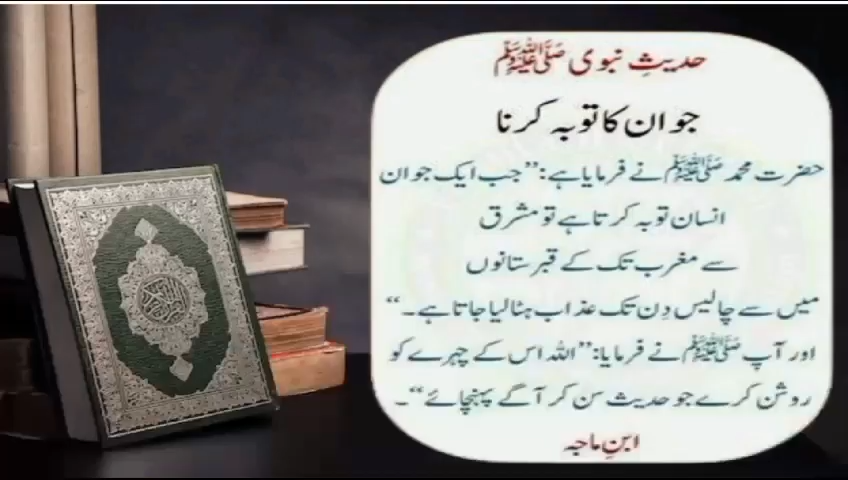 حدیثِ نبوی ﷺ
جوان کا توبہ کرنا
حضرت محمد ﷺ نے فرمایا ہے: ”جب ایک جوان
انسان توبہ کرتا ہے تو مشرق
سے مغرب تک کے قبرستانوں
میں سے چالیس دِن تک عذاب ہٹا لیا جاتا ہے۔“
اور آپ ﷺ نے فرمایا: ”اللہ اس کے چہرے کو
روشن کرے جو حدیث سن کر آگے پہنچائے“۔
ابنِ ماجہ